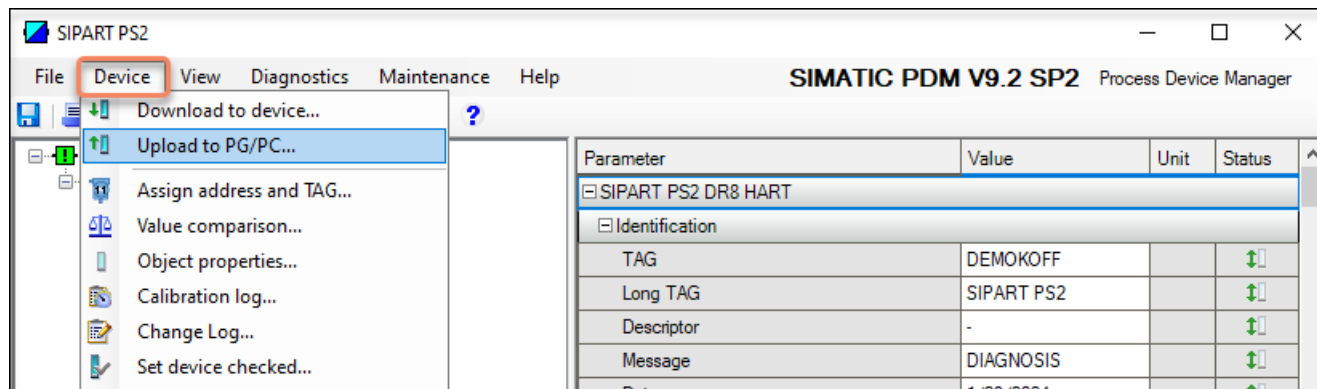 SIPART PS2
File Device View Diagnostics Maintenance Help SIMATIC PDM V9.2 SP2 Process Device Manager
Download to device...
Upload to PG/PC...
Assign address and TAG...
Value comparison...
Object properties...
Calibration log...
Change Log...
Set device checked...
Parameter Value Unit Status
SIPART PS2 DR8 HART
Identification
TAG DEMOKOFF
Long TAG SIPART PS2
Descriptor -
Message DIAGNOSIS